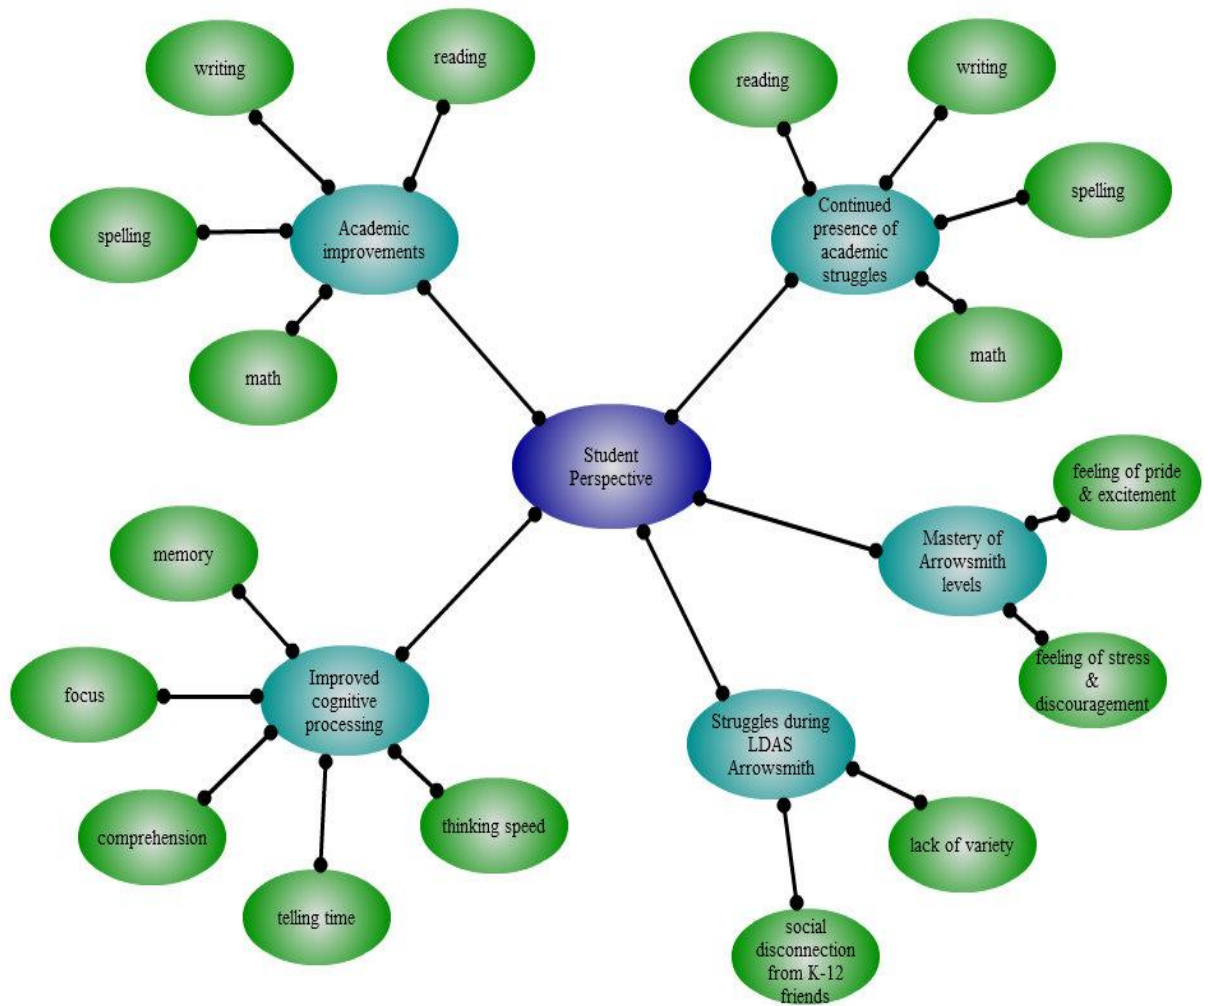 writing
reading
spelling
Academic
improvements
math
reading
writing
spelling
Continued
presence of
academic
struggles
math
Student
Perspective
feeling of pride
& excitement
Mastery of
Arrowsmith
levels
feeling of stress
&
discouragement
memory
focus
Improved
cognitive
processing
comprehension
telling time
thinking speed
Struggles during
LDAS
Arrowsmith
lack of variety
social
disconnection
from K-12
friends